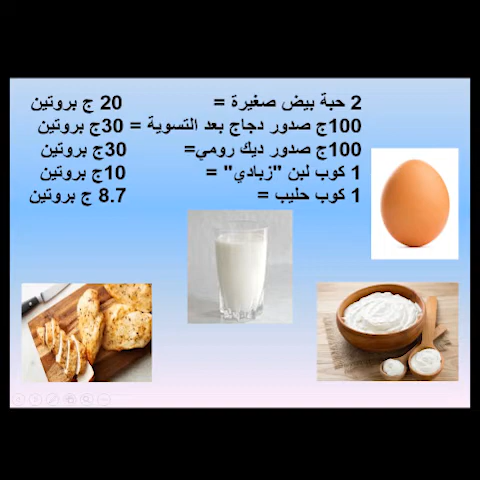 2 حبة بيض صغيرة = 20 ج بروتين
100ج صدور دجاج بعد التسوية = 30ج بروتين
100ج صدور ديك رومي= 30ج بروتين
1 كوب لبن "زبادي" = 10ج بروتين
1 كوب حليب = 8.7 ج بروتين